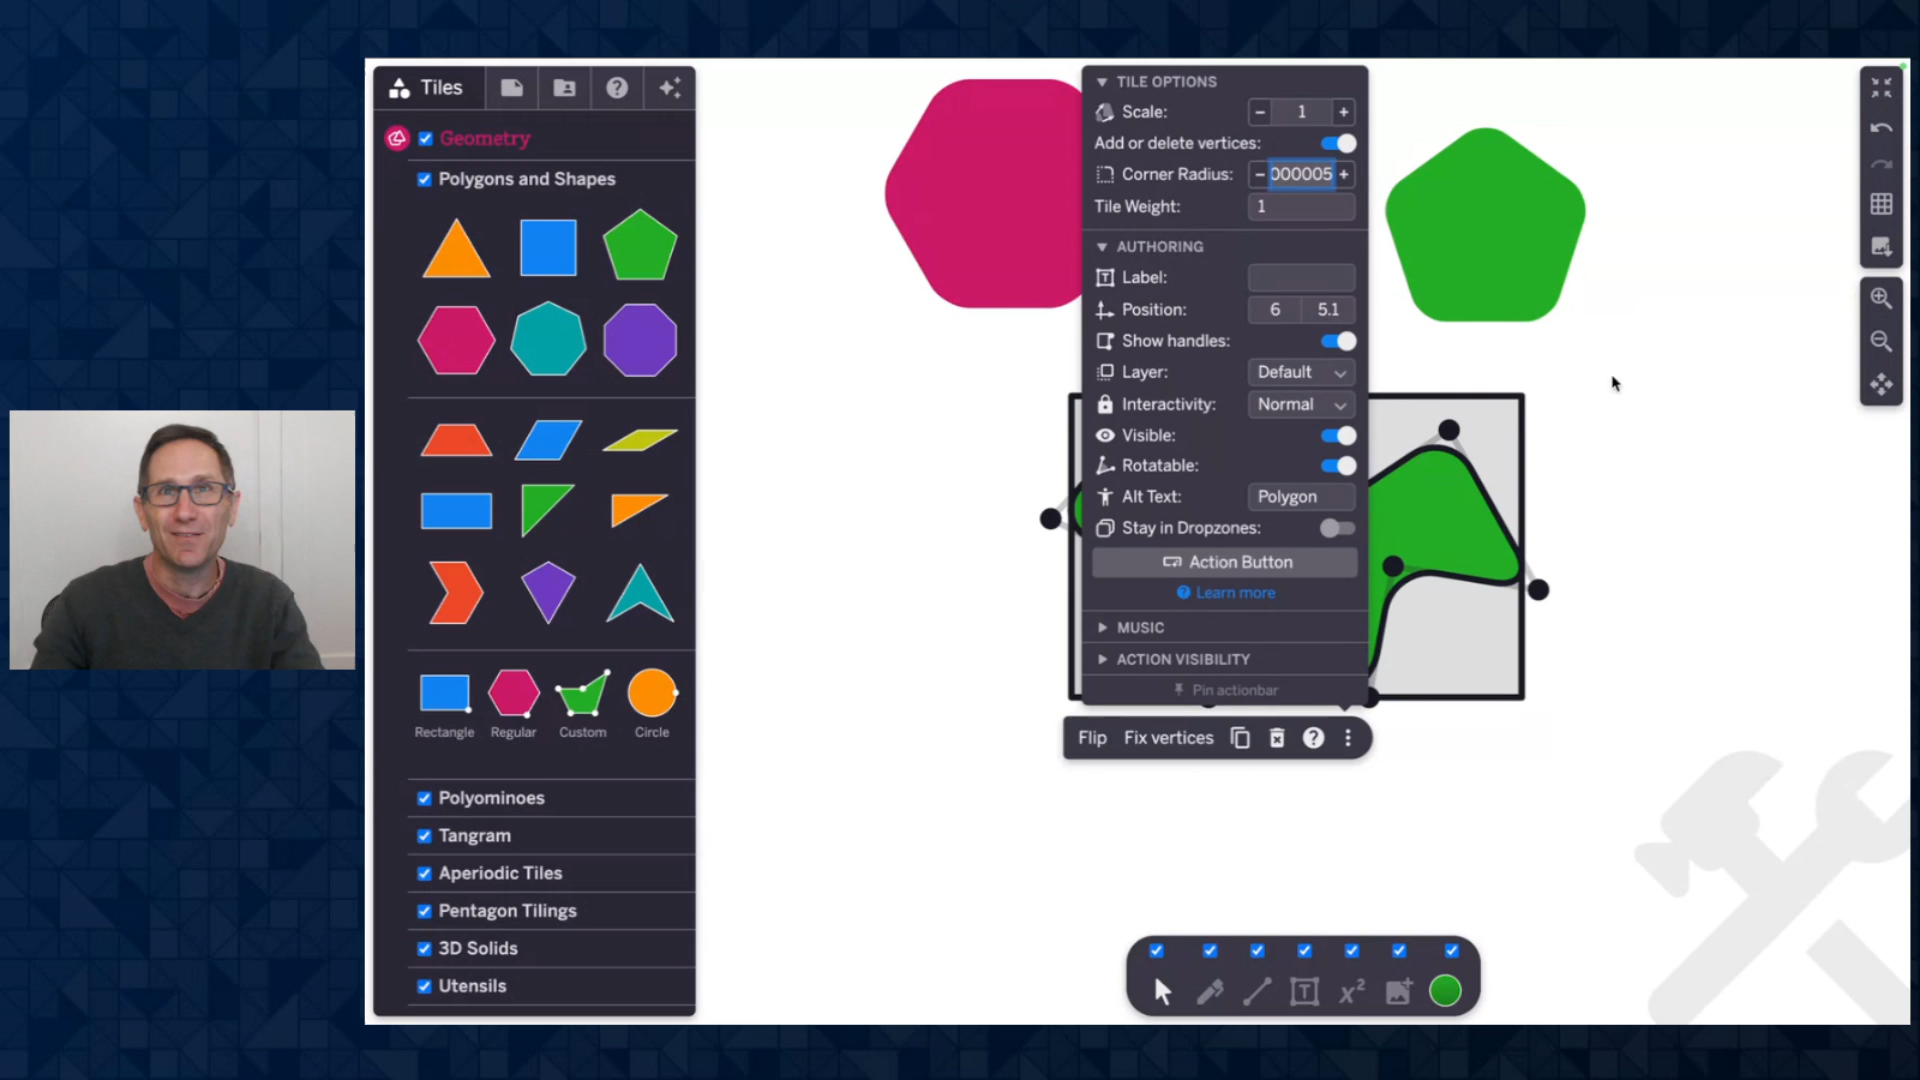 Tiles
Geometry
Polygons and Shapes
Rectangle
Regular
Custom
Circle
Polyominoes
Tangram
Aperiodic Tiles
Pentagon Tilings
3D Solids
Utensils
TILE OPTIONS
Scale: − 1 +
Add or delete vertices:
Corner Radius: − 000005 +
Tile Weight: 1
AUTHORING
Label:
Position: 6 5.1
Show handles:
Layer: Default
Interactivity: Normal
Visible:
Rotatable:
Alt Text: Polygon
Stay in Dropzones:
Action Button
Learn more
MUSIC
ACTION VISIBILITY
Pin actionbar
Flip Fix vertices
T x²